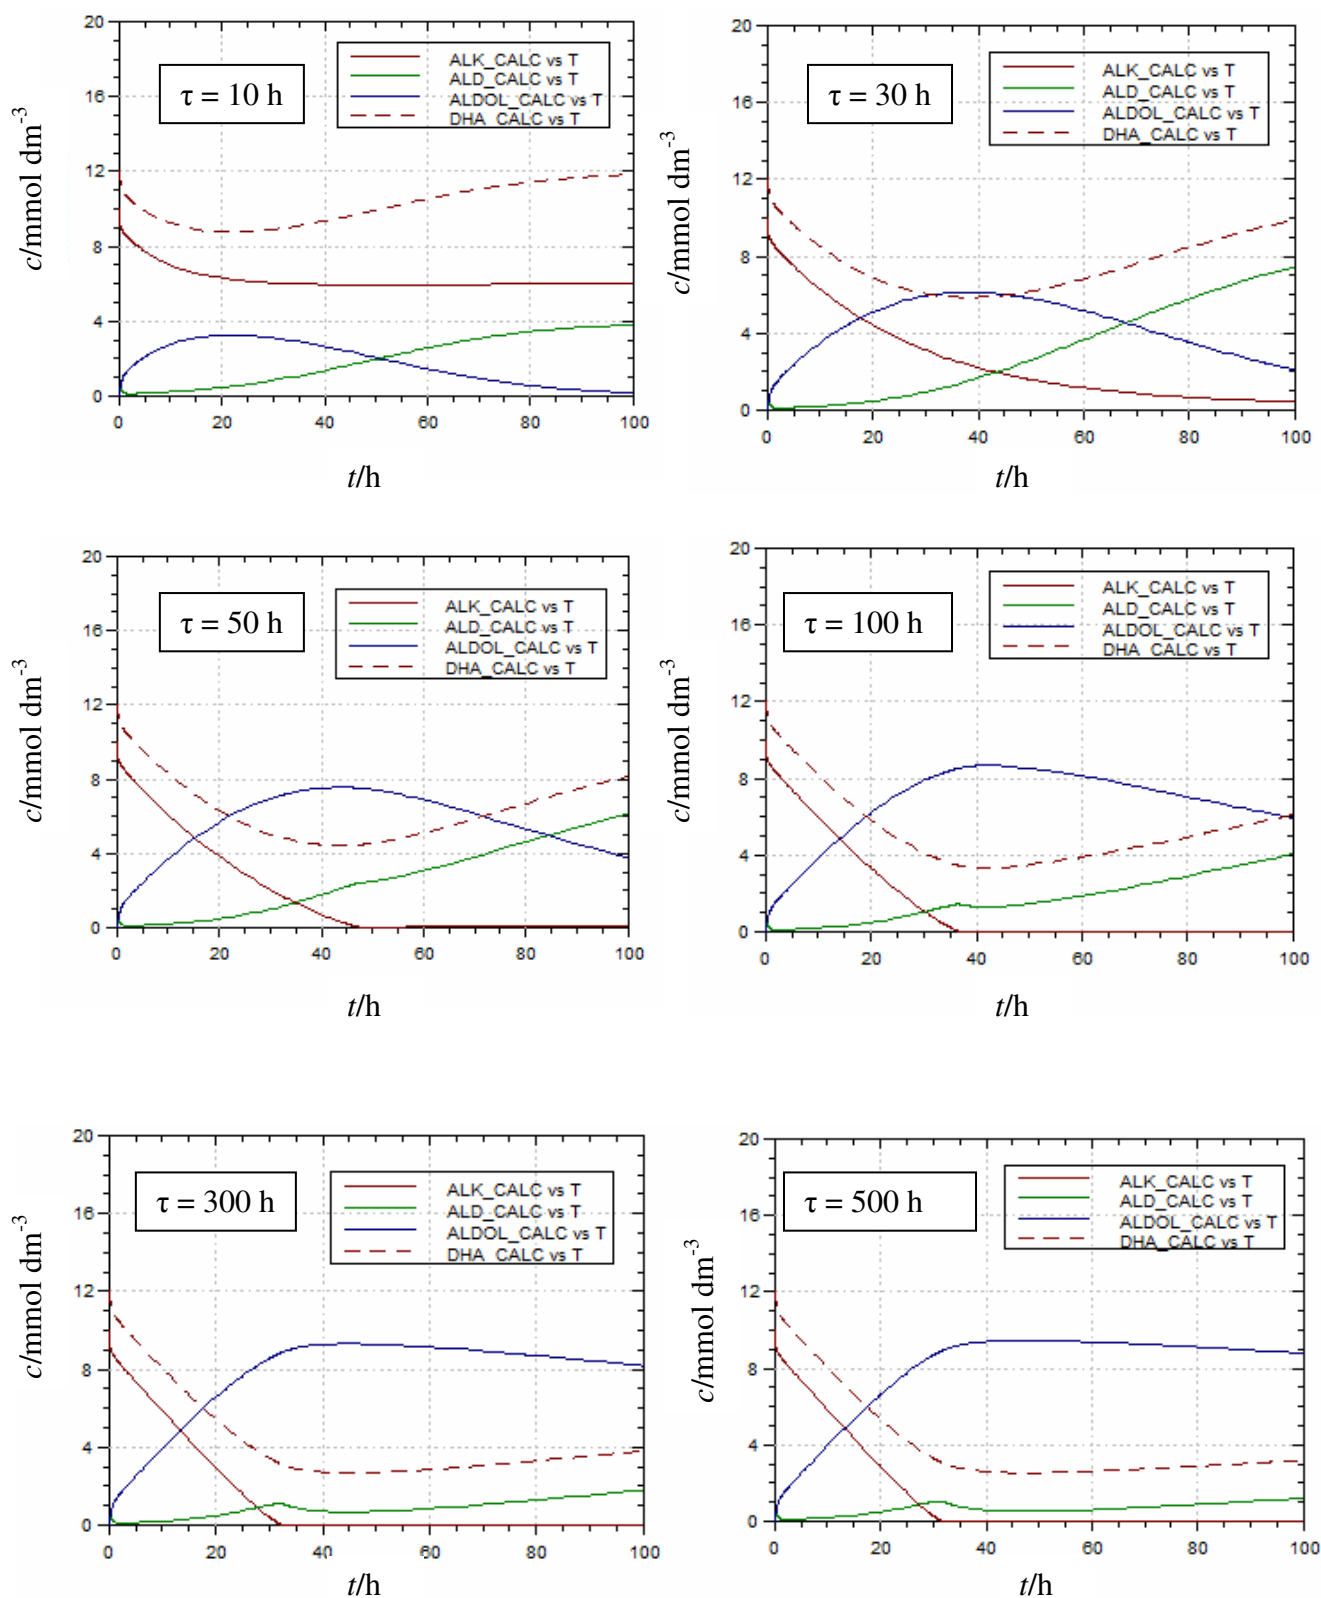 τ = 10 h
ALK_CALC vs T
ALD_CALC vs T
ALDOL_CALC vs T
DHA_CALC vs T
c/mmol dm-3
20
16
12
8
4
0
0 20 40 60 80 100
t/h
τ = 30 h
ALK_CALC vs T
ALD_CALC vs T
ALDOL_CALC vs T
DHA_CALC vs T
c/mmol dm-3
20
16
12
8
4
0
0 20 40 60 80 100
t/h
τ = 50 h
ALK_CALC vs T
ALD_CALC vs T
ALDOL_CALC vs T
DHA_CALC vs T
c/mmol dm-3
20
16
12
8
4
0
0 20 40 60 80 100
t/h
τ = 100 h
ALK_CALC vs T
ALD_CALC vs T
ALDOL_CALC vs T
DHA_CALC vs T
c/mmol dm-3
20
16
12
8
4
0
0 20 40 60 80 100
t/h
τ = 300 h
ALK_CALC vs T
ALD_CALC vs T
ALDOL_CALC vs T
DHA_CALC vs T
c/mmol dm-3
20
16
12
8
4
0
0 20 40 60 80 100
t/h
τ = 500 h
ALK_CALC vs T
ALD_CALC vs T
ALDOL_CALC vs T
DHA_CALC vs T
c/mmol dm-3
20
16
12
8
4
0
0 20 40 60 80 100
t/h